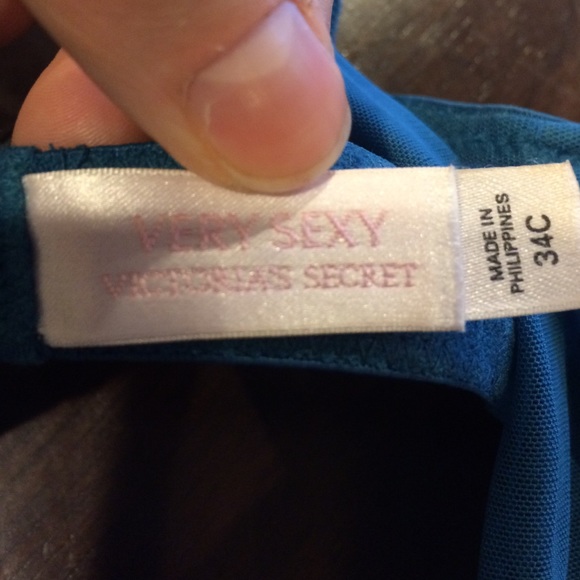 VERY SEXY
VICTORIA'S SECRET
MADE IN
PHILIPPINES
34C